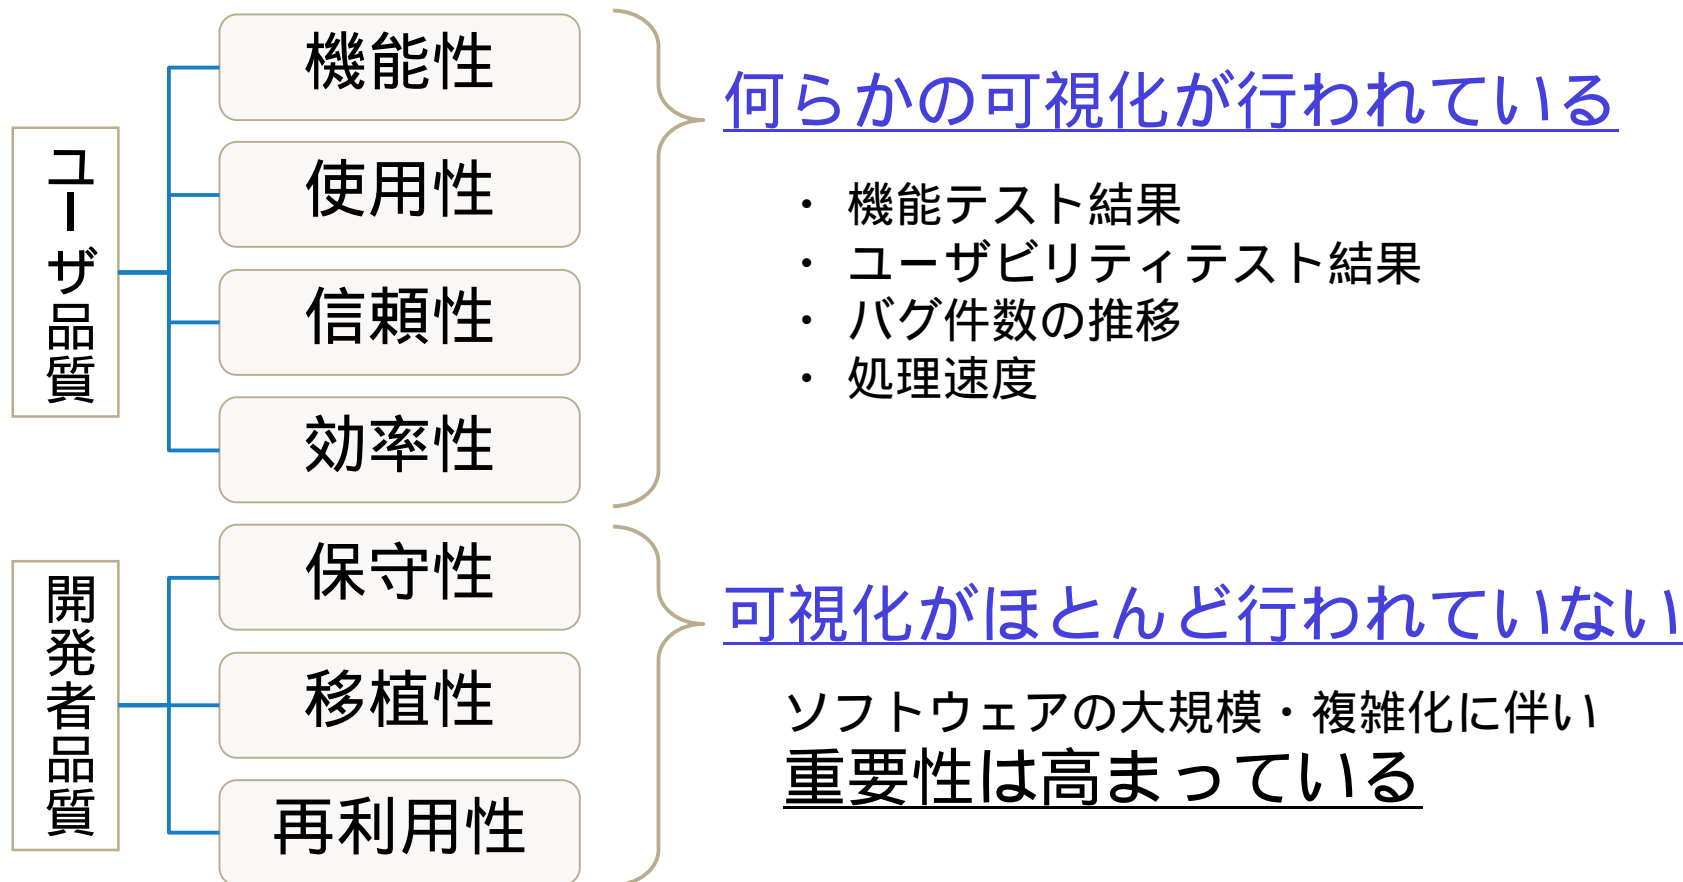 ユーザ品質
機能性
使用性
信頼性
効率性
何らかの可視化が行われている
・ 機能テスト結果
・ ユーザビリティテスト結果
・ バグ件数の推移
・ 処理速度
開発者品質
保守性
移植性
再利用性
可視化がほとんど行われていない
ソフトウェアの大規模・複雑化に伴い
重要性は高まっている